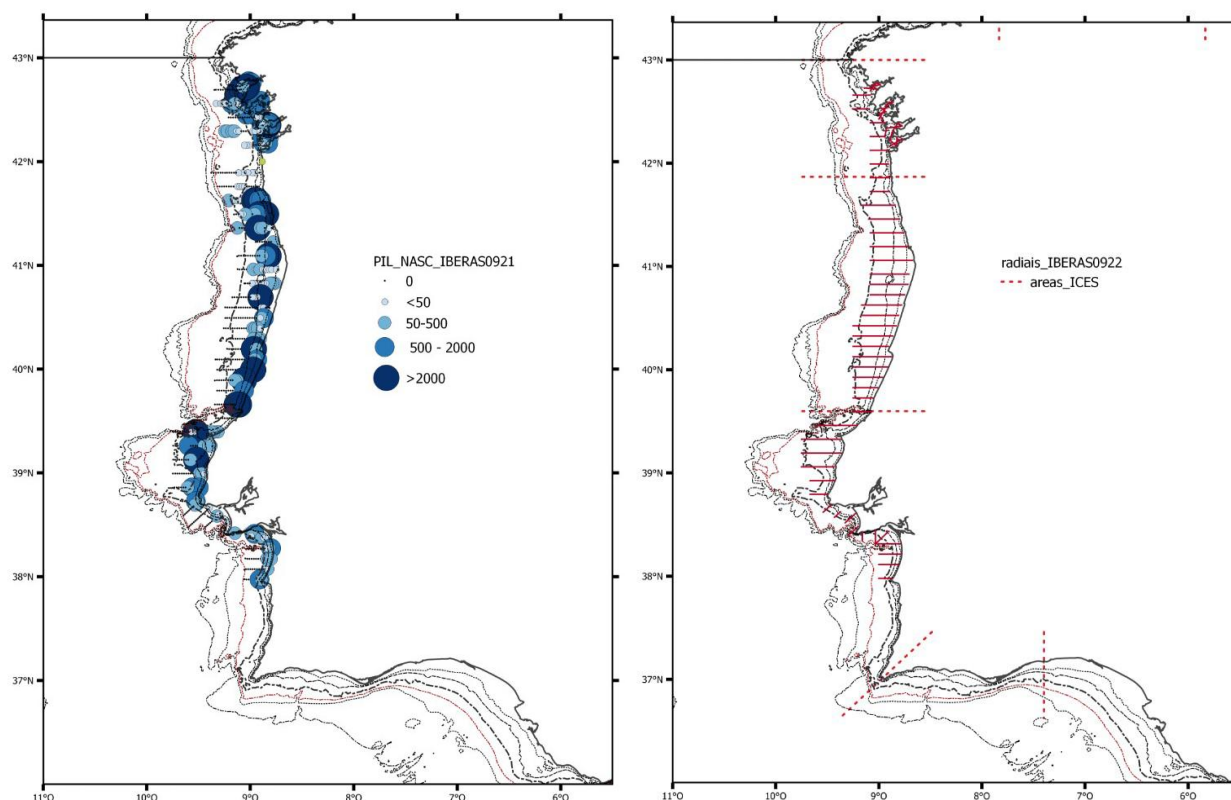 43°N
42°N
41°N
40°N
39°N
38°N
37°N
11°O
10°O
9°O
8°O
7°O
6°O
PIL_NASC_IBERAS0921
0
<50
50-500
500 - 2000
>2000
43°N
42°N
41°N
40°N
39°N
38°N
37°N
10°O
9°O
8°O
7°O
6°O
radiais_IBERAS0922
areas_ICES